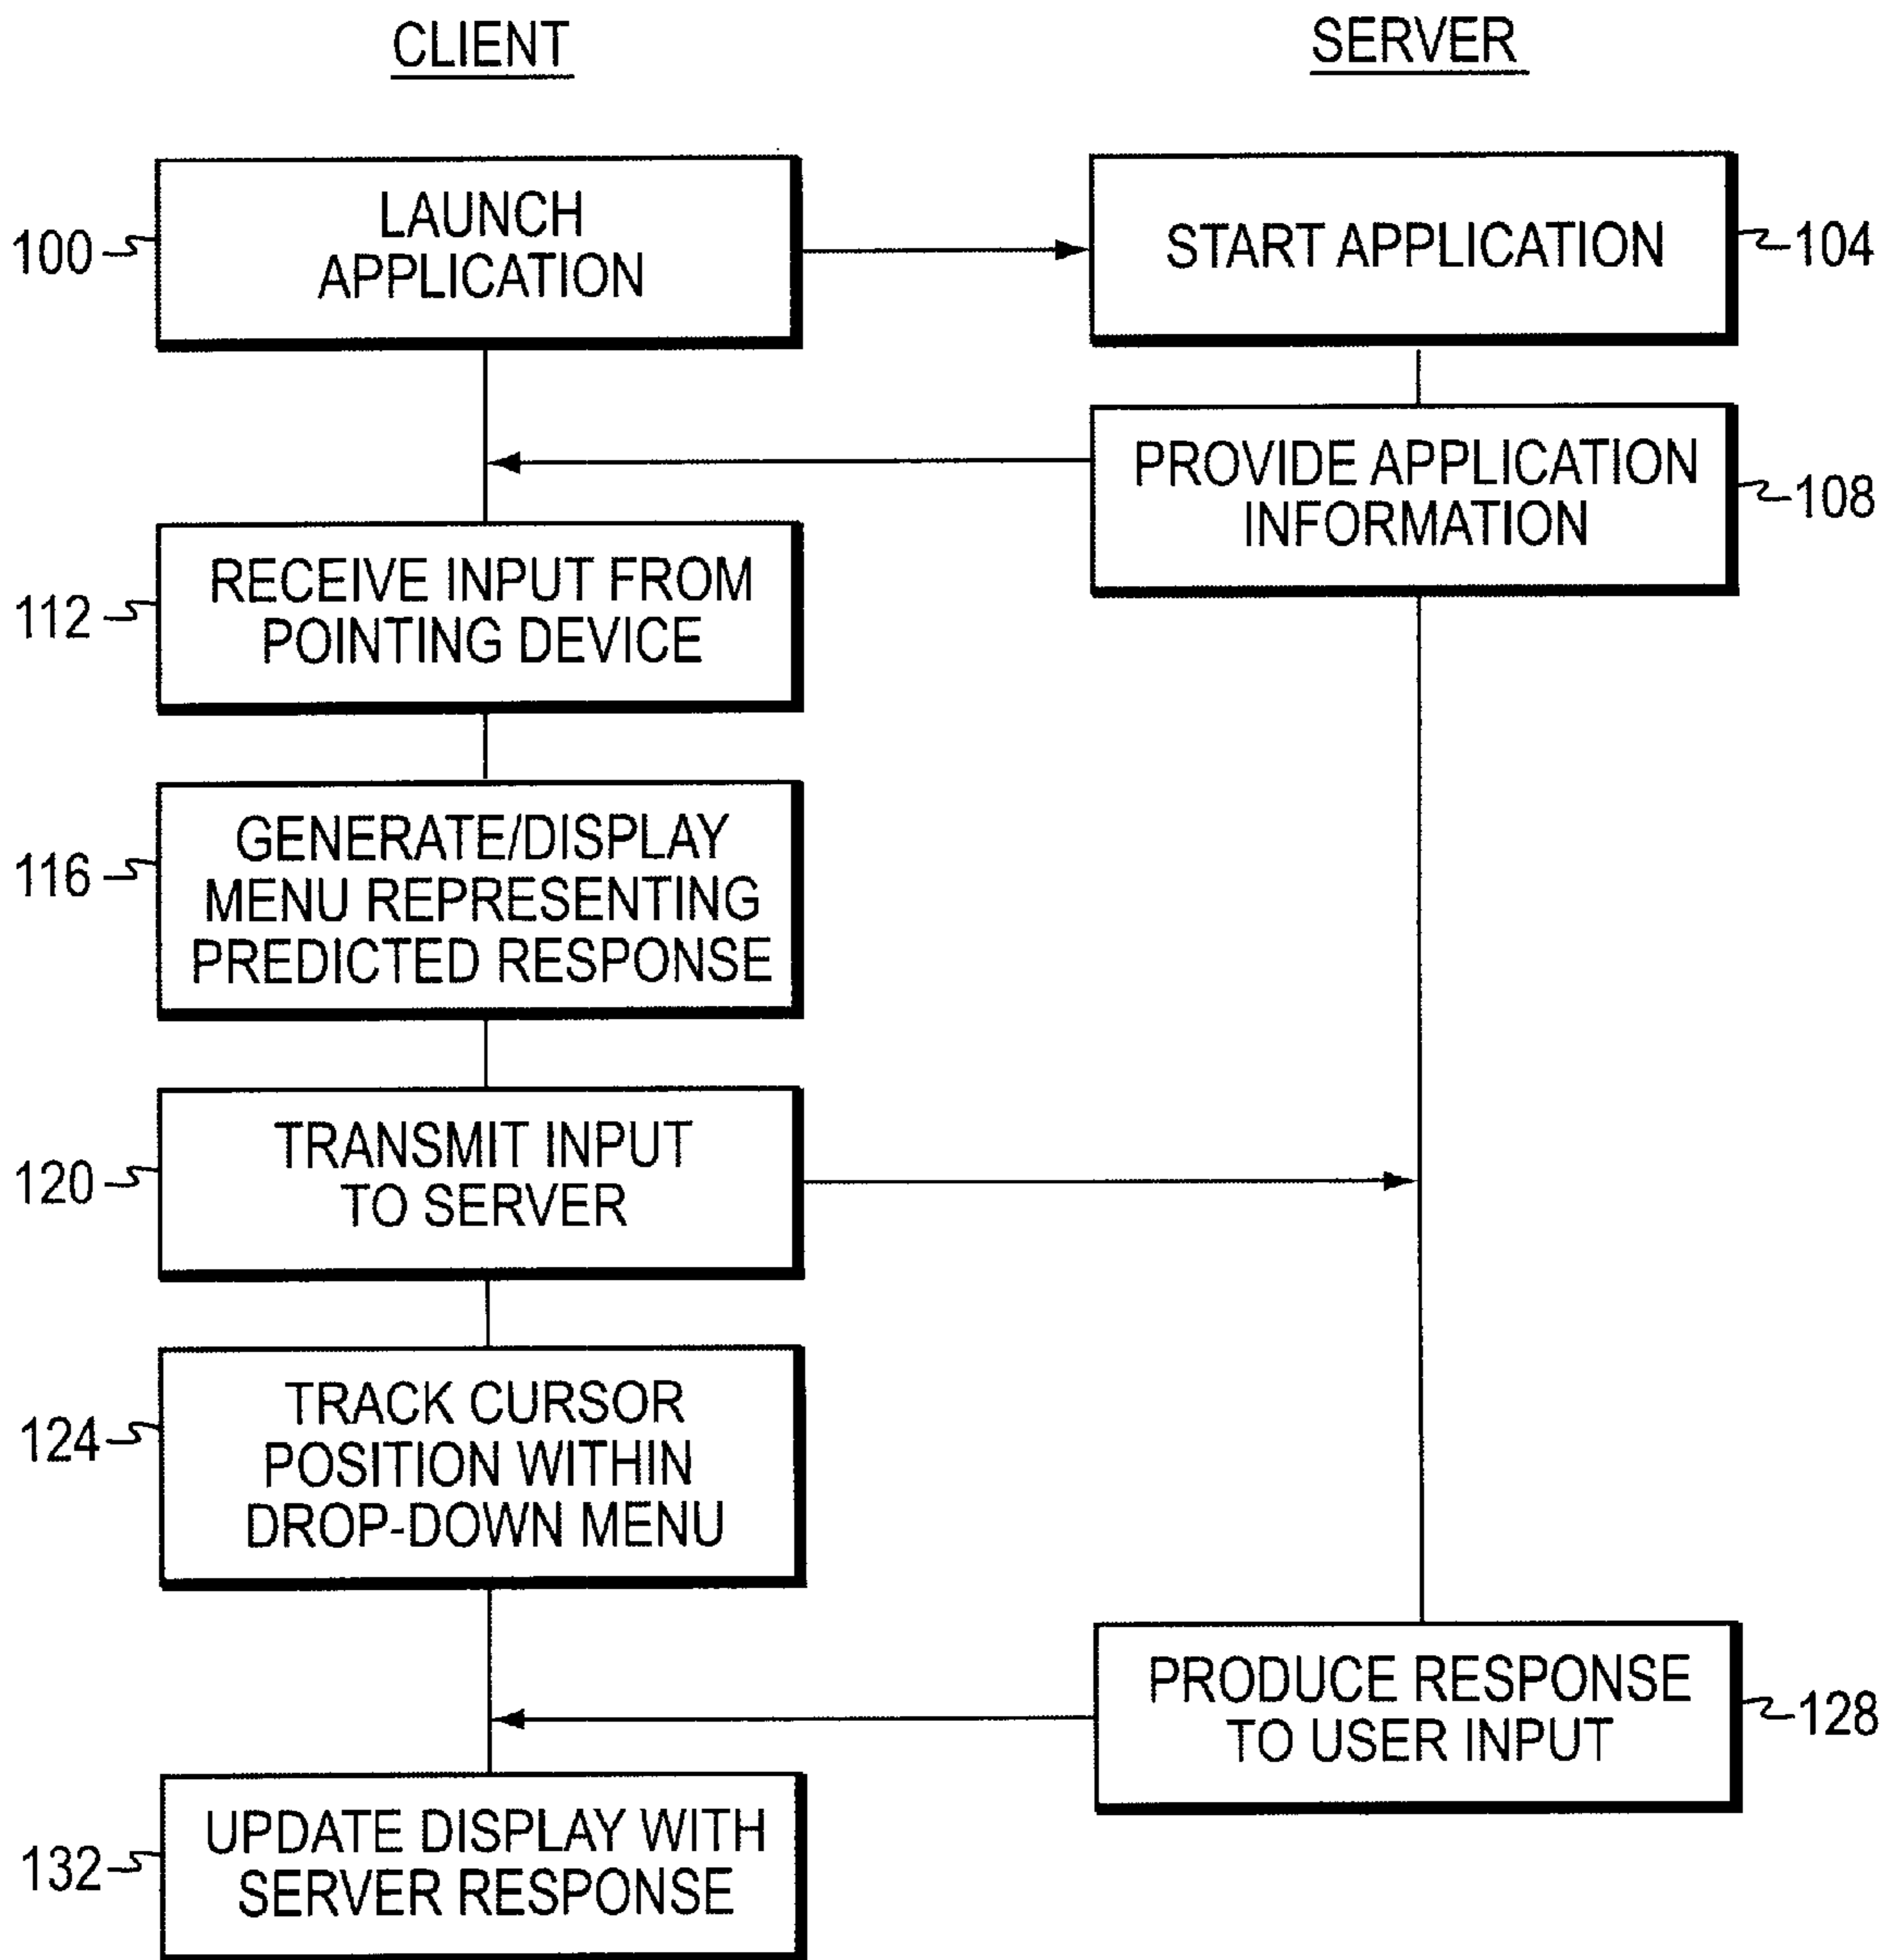 CLIENT
SERVER
100
LAUNCH
APPLICATION
START APPLICATION
104
PROVIDE APPLICATION
INFORMATION
108
112
RECEIVE INPUT FROM
POINTING DEVICE
116
GENERATE/DISPLAY
MENU REPRESENTING
PREDICTED RESPONSE
120
TRANSMIT INPUT
TO SERVER
124
TRACK CURSOR
POSITION WITHIN
DROP-DOWN MENU
PRODUCE RESPONSE
TO USER INPUT
128
132
UPDATE DISPLAY WITH
SERVER RESPONSE